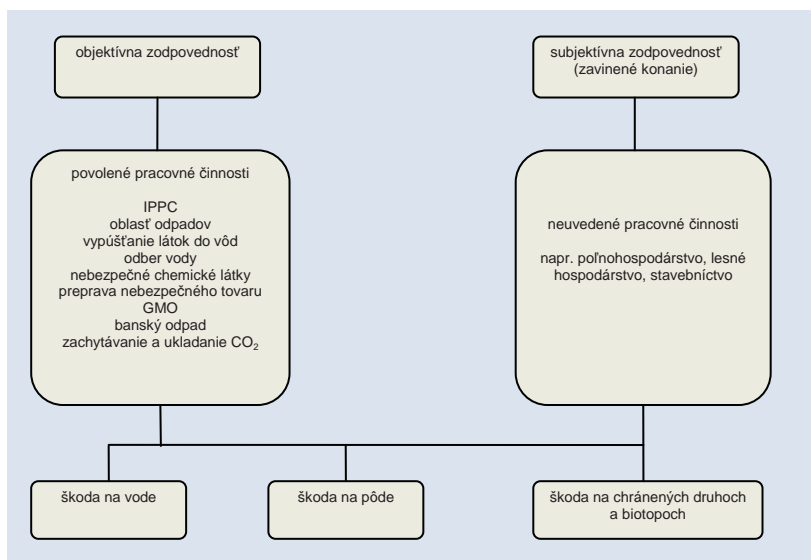 objektívna zodpovednosť
subjektívna zodpovednosť
(zavinené konanie)
povolené pracovné činnosti
IPPC
oblasť odpadov
vypúšťanie látok do vôd
odber vody
nebezpečné chemické látky
preprava nebezpečného tovaru
GMO
banský odpad
zachytávanie a ukladanie CO₂
neuvedené pracovné činnosti
napr. poľnohospodárstvo, lesné
hospodárstvo, stavebníctvo
škoda na vode
škoda na pôde
škoda na chránených druhoch
a biotopoch